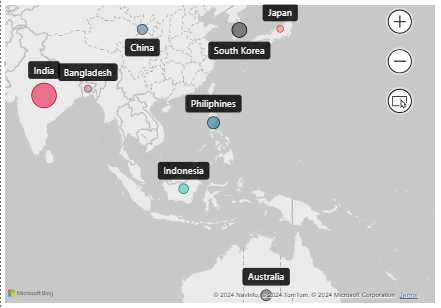 Japan
China
South Korea
India
Bangladesh
Philiphines
Indonesia
Australia
Microsoft Bing
© 2024 NavInfo, © 2024 TomTom, © 2024 Microsoft Corporation Terms